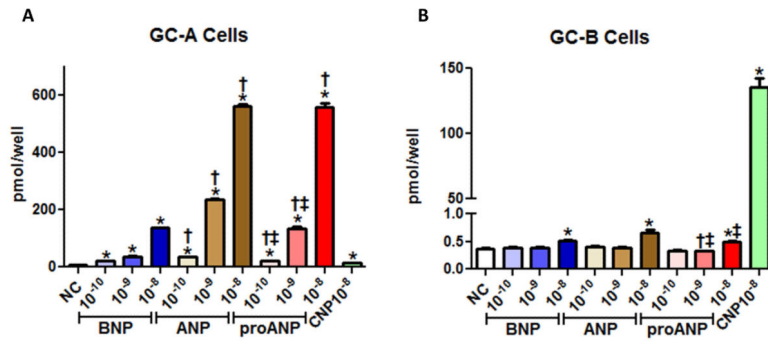 A
GC-A Cells
pmol/well
600
400
200
0
†
*
†
*
* * *
†
*
†‡
*
†‡
*
†
*
*
NC 10⁻¹⁰ 10⁻⁹ 10⁻⁸ 10⁻¹⁰ 10⁻⁹ 10⁻⁸ 10⁻¹⁰ 10⁻⁹ 10⁻⁸ CNP10⁻⁸
BNP ANP proANP
B
GC-B Cells
pmol/well
150
100
50
1.0
0.5
0.0
* * †‡ *‡ *
NC 10⁻¹⁰ 10⁻⁹ 10⁻⁸ 10⁻¹⁰ 10⁻⁹ 10⁻⁸ 10⁻¹⁰ 10⁻⁹ 10⁻⁸ CNP10⁻⁸
BNP ANP proANP